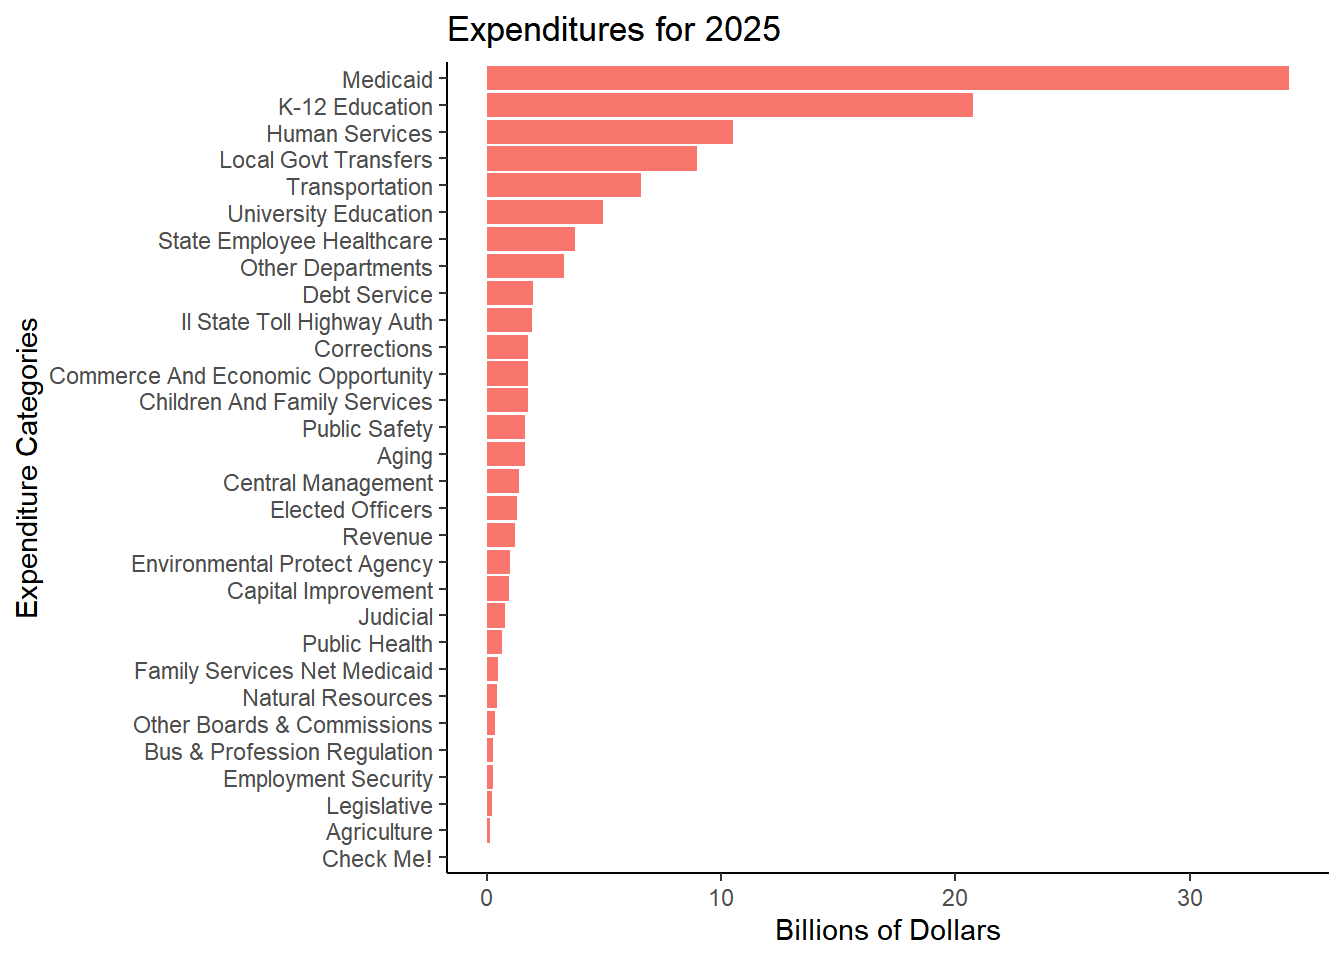 Expenditures for 2025
Medicaid
K-12 Education
Human Services
Local Govt Transfers
Transportation
University Education
State Employee Healthcare
Other Departments
Debt Service
Il State Toll Highway Auth
Corrections
Commerce And Economic Opportunity
Children And Family Services
Public Safety
Aging
Central Management
Elected Officers
Revenue
Environmental Protect Agency
Capital Improvement
Judicial
Public Health
Family Services Net Medicaid
Natural Resources
Other Boards & Commissions
Bus & Profession Regulation
Employment Security
Legislative
Agriculture
Check Me!
Expenditure Categories
0 10 20 30
Billions of Dollars